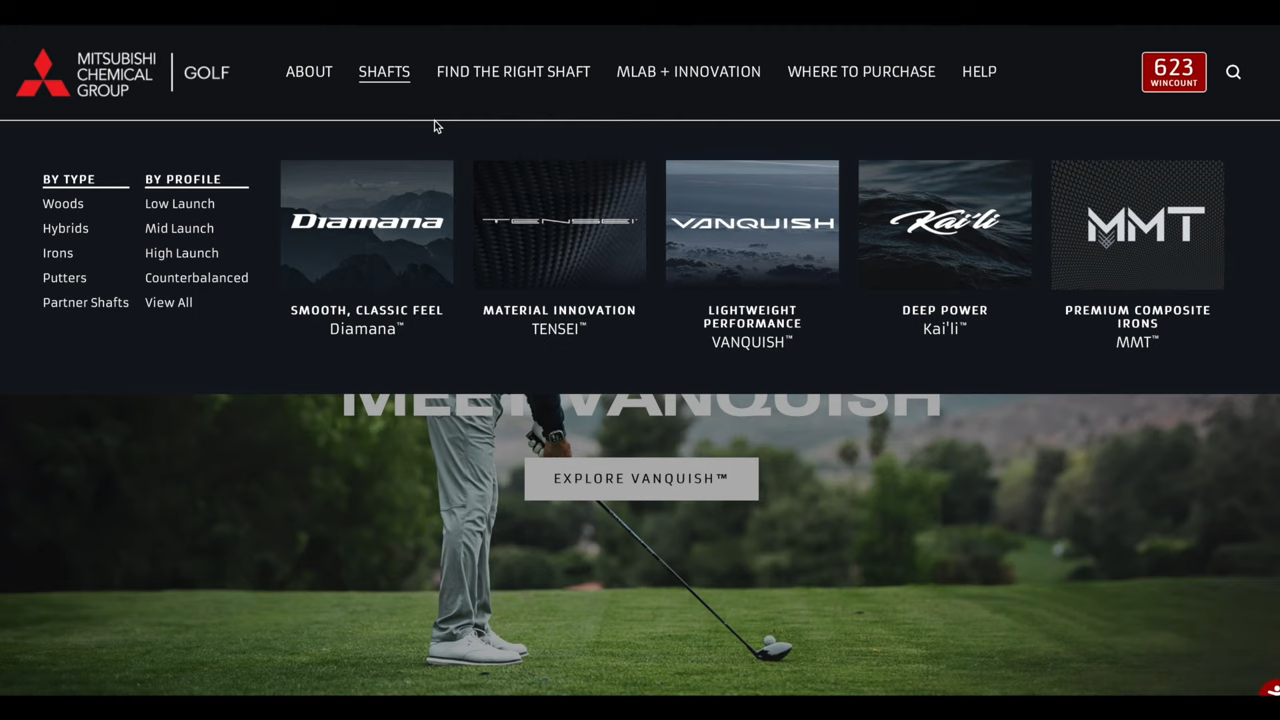 MITSUBISHI
CHEMICAL
GROUP
GOLF
ABOUT
SHAFTS
FIND THE RIGHT SHAFT
MLAB + INNOVATION
WHERE TO PURCHASE
HELP
623
WINCOUNT
BY TYPE
Woods
Hybrids
Irons
Putters
Partner Shafts
BY PROFILE
Low Launch
Mid Launch
High Launch
Counterbalanced
View All
Diamana
SMOOTH, CLASSIC FEEL
Diamana™
TENSEI
MATERIAL INNOVATION
TENSEI™
VANQUISH
LIGHTWEIGHT
PERFORMANCE
VANQUISH™
Kai'li
DEEP POWER
Kai'li™
MMT
PREMIUM COMPOSITE
IRONS
MMT™
MEET VANQUISH
EXPLORE VANQUISH™